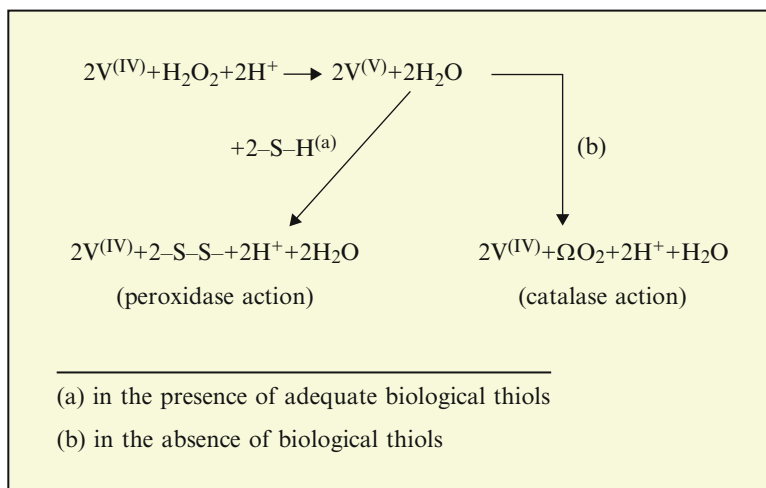 2V(IV)+H2O2+2H+ → 2V(V)+2H2O
+2–S–H(a)
(b)
2V(IV)+2–S–S–+2H++2H2O
2V(IV)+ΩO2+2H++H2O
(peroxidase action)
(catalase action)
(a) in the presence of adequate biological thiols
(b) in the absence of biological thiols